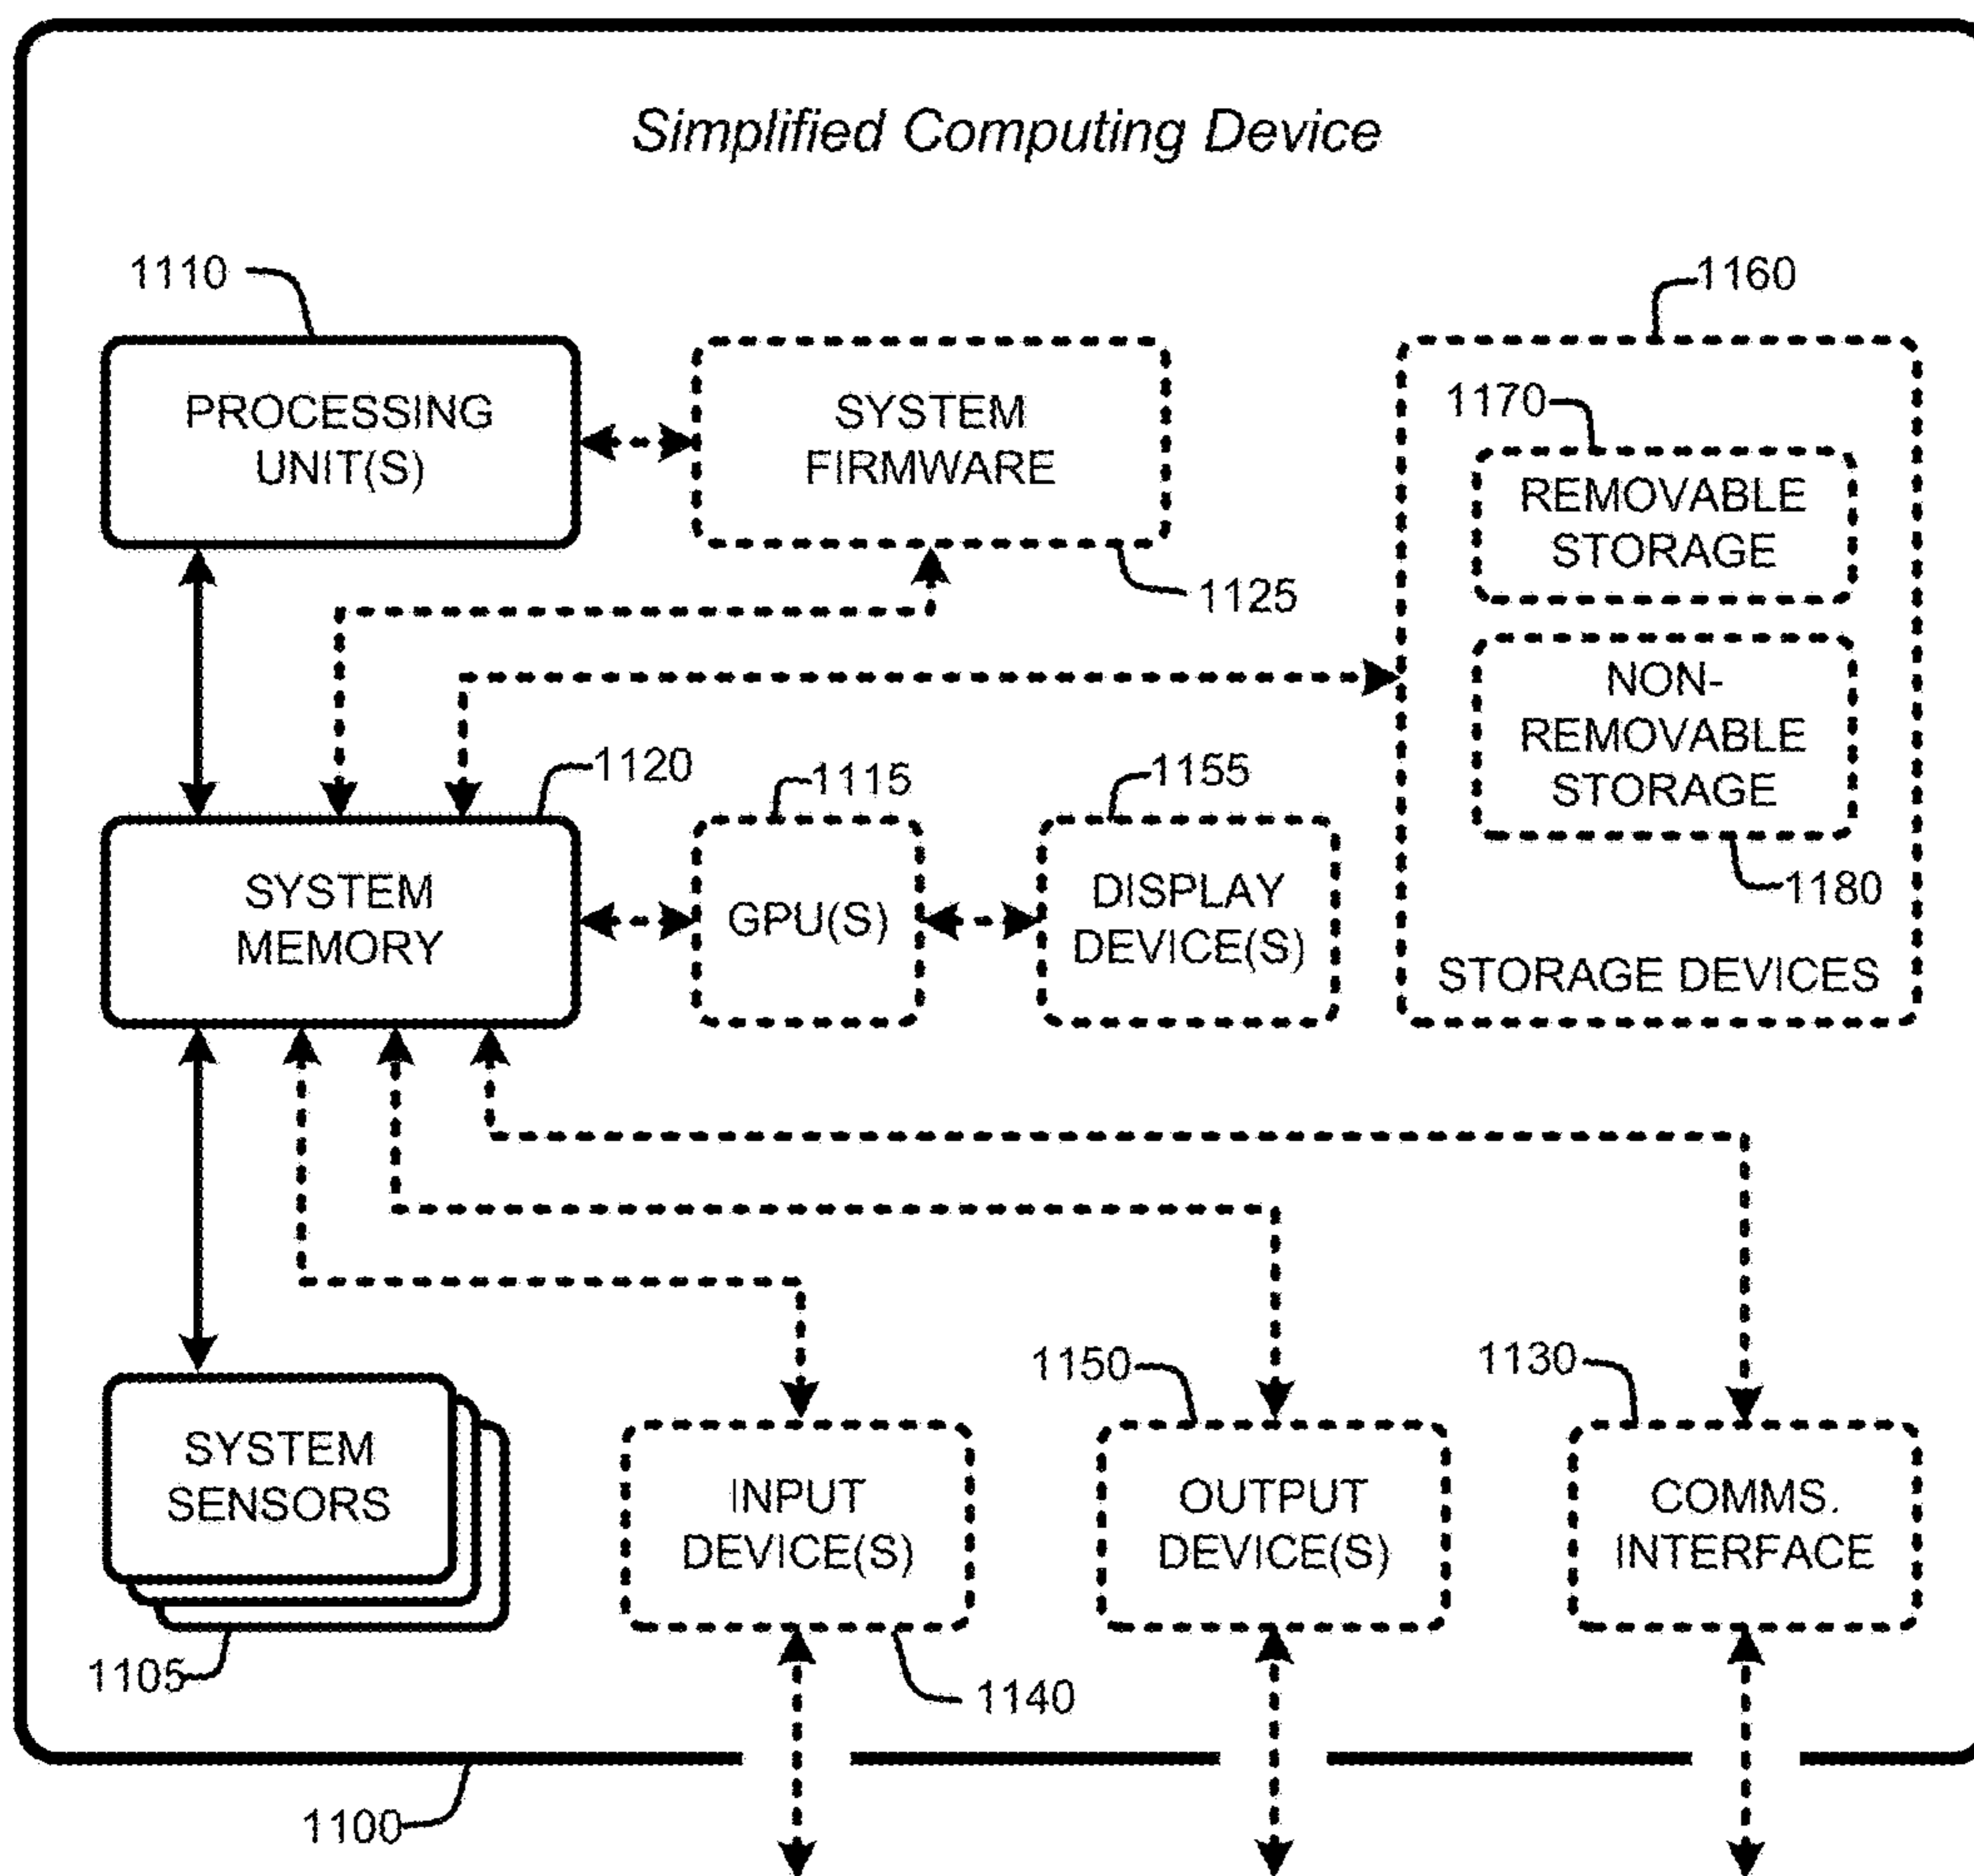 Simplified Computing Device
1110
1160
PROCESSING
UNIT(S)
SYSTEM
FIRMWARE
1170
REMOVABLE
STORAGE
1125
NON-
REMOVABLE
STORAGE
1180
STORAGE DEVICES
1120
1115
1155
SYSTEM
MEMORY
GPU(S)
DISPLAY
DEVICE(S)
1150
1130
SYSTEM
SENSORS
INPUT
DEVICE(S)
OUTPUT
DEVICE(S)
COMMS.
INTERFACE
1105
1140
1100